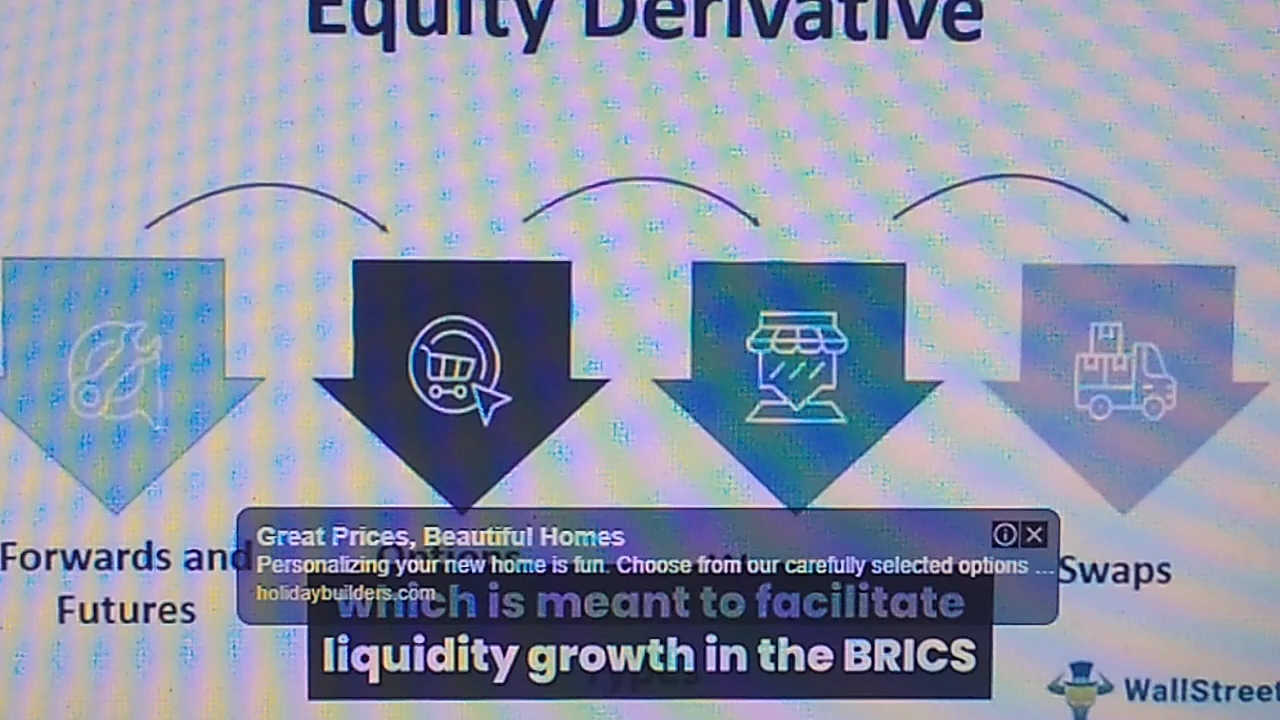 Equity Derivative
Great Prices, Beautiful Homes
Personalizing your new home is fun. Choose from our carefully selected options ...
holidaybuilders.com
Forwards and
Futures
Options
Swaps
which is meant to facilitate
liquidity growth in the BRICS
WallStreet